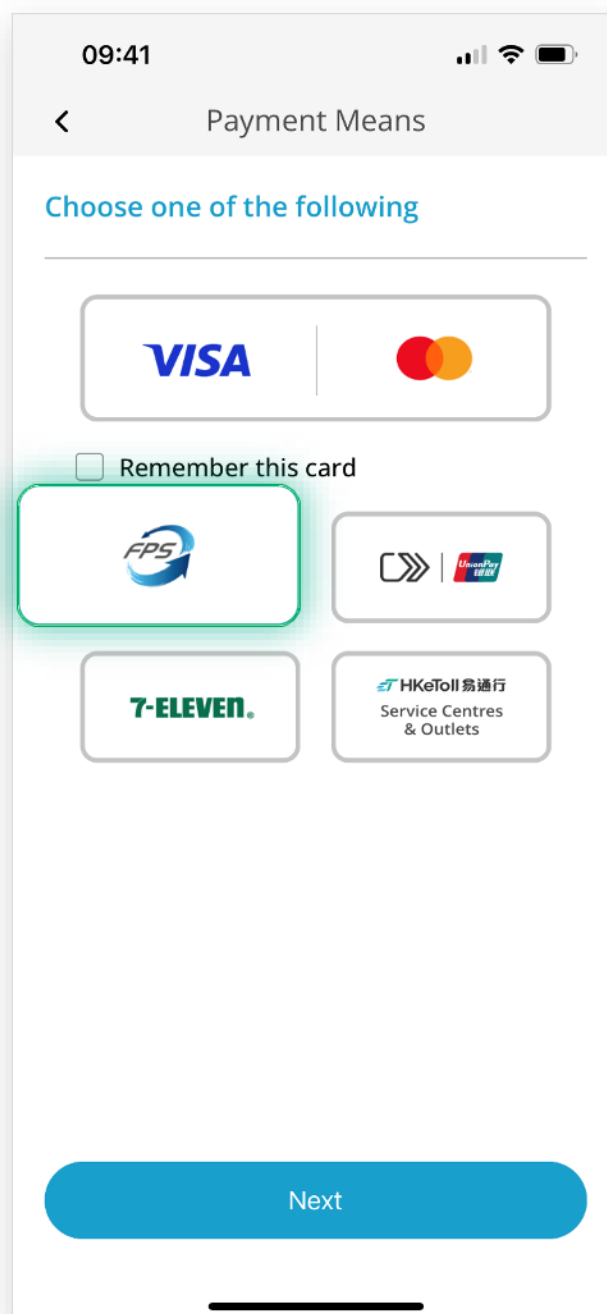 09:41
Payment Means
Choose one of the following
VISA
Remember this card
FPS
UnionPay
银联
7-ELEVEN®
HKeToll 易通行
Service Centres
& Outlets
Next